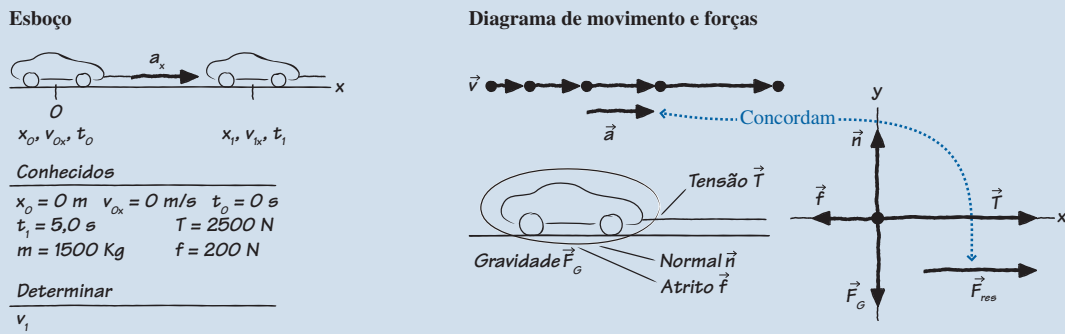 Esboço
a_x
x
0
x_0, v_0x, t_0
x_1, v_1x, t_1
Conhecidos
x_0 = 0 m v_0x = 0 m/s t_0 = 0 s
t_1 = 5,0 s T = 2500 N
m = 1500 Kg f = 200 N
Determinar
v_1
Diagrama de movimento e forças
v⃗
a⃗
Concordam
Tensão T⃗
Gravidade F⃗_G
Normal n⃗
Atrito f⃗
y
n⃗
f⃗
T⃗
x
F⃗_G
F⃗_res